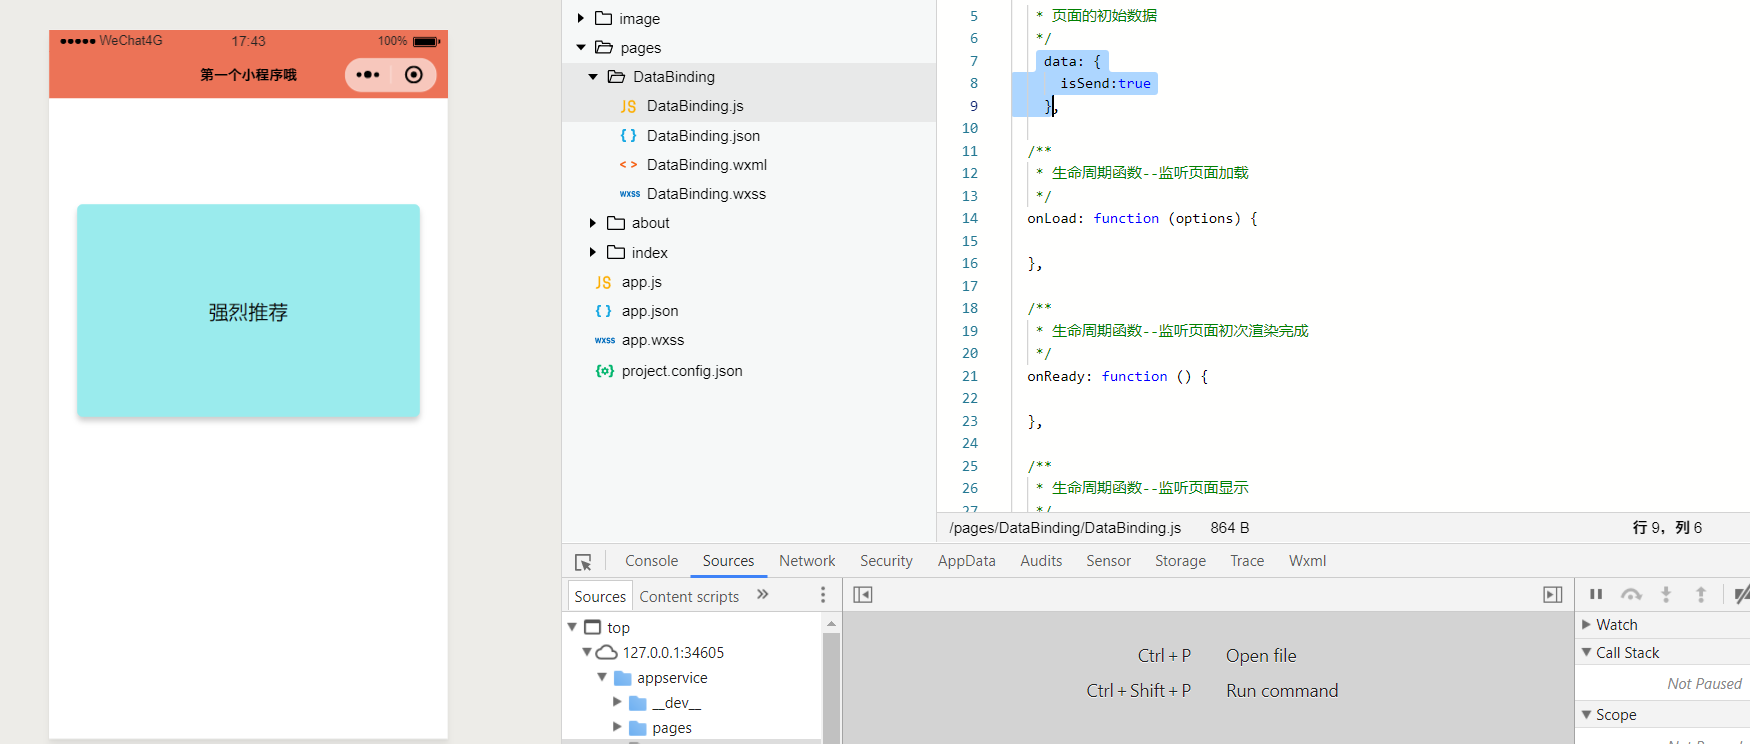 ●●●●● WeChat4G 17:43 100%
第一个小程序哦
强烈推荐
image
pages
DataBinding
JS DataBinding.js
{ } DataBinding.json
< > DataBinding.wxml
wxss DataBinding.wxss
about
index
JS app.js
{ } app.json
wxss app.wxss
{o} project.config.json
5 * 页面的初始数据
6 */
7 data: {
8 isSend:true
9 },
10
11 /**
12 * 生命周期函数--监听页面加载
13 */
14 onLoad: function (options) {
15
16 },
17
18 /**
19 * 生命周期函数--监听页面初次渲染完成
20 */
21 onReady: function () {
22
23 },
24
25 /**
26 * 生命周期函数--监听页面显示
27 */
/pages/DataBinding/DataBinding.js 864 B 行 9，列 6
Console Sources Network Security AppData Audits Sensor Storage Trace Wxml
Sources Content scripts »
top
127.0.0.1:34605
appservice
__dev__
pages
Ctrl + P Open file
Ctrl + Shift + P Run command
Watch
Call Stack
Not Paused
Scope
Not Paused